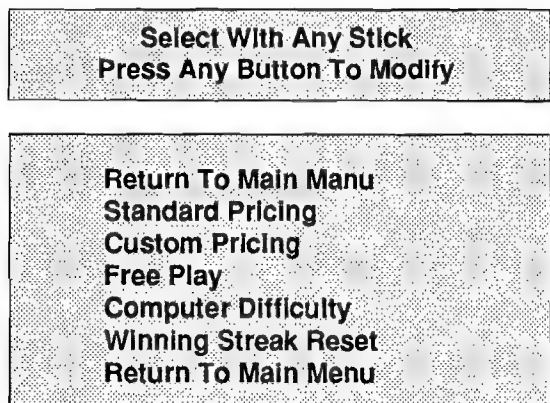 Select With Any Stick
Press Any Button To Modify
Return To Main Manu
Standard Pricing
Custom Pricing
Free Play
Computer Difficulty
Winning Streak Reset
Return To Main Menu